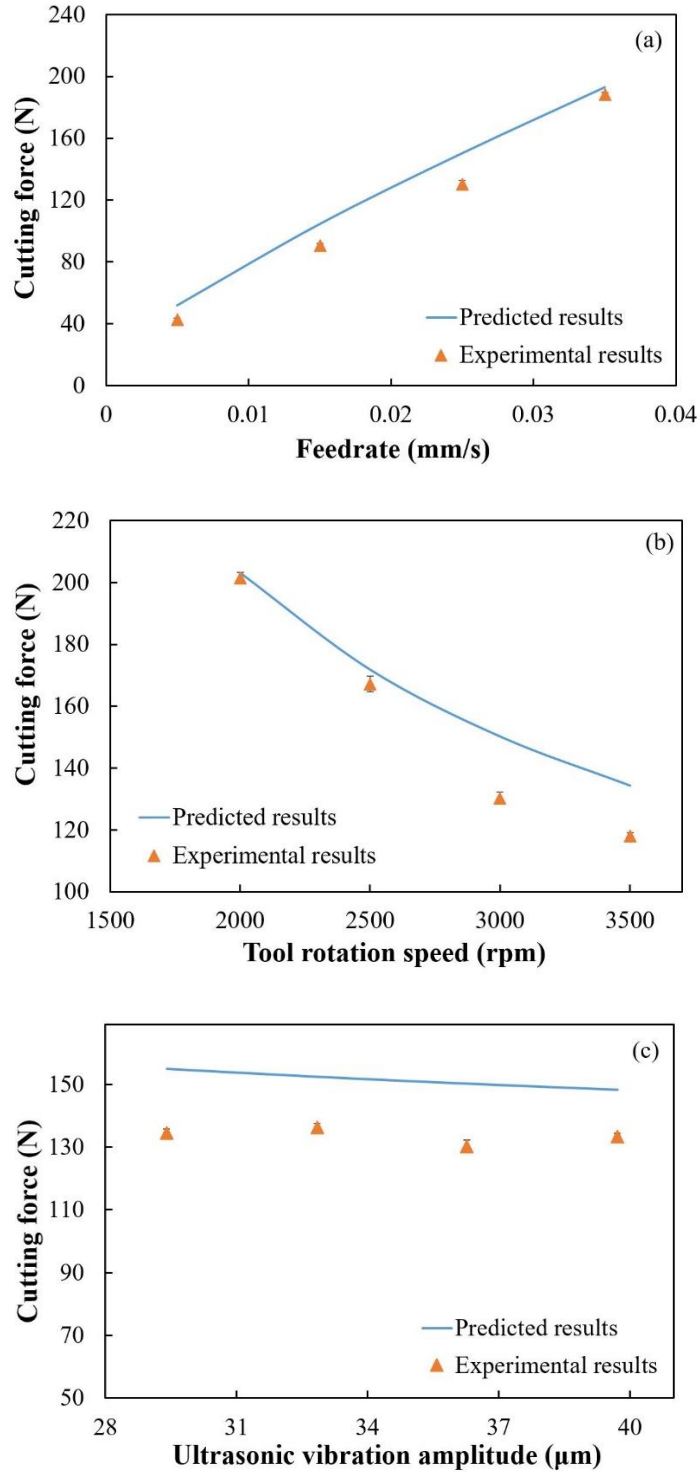 240
(a)
200
160
120
80
40
0
Cutting force (N)
Predicted results
Experimental results
0 0.01 0.02 0.03 0.04
Feedrate (mm/s)
220
(b)
200
180
160
140
120
100
Cutting force (N)
Predicted results
Experimental results
1500 2000 2500 3000 3500
Tool rotation speed (rpm)
(c)
150
130
110
90
70
50
Cutting force (N)
Predicted results
Experimental results
28 31 34 37 40
Ultrasonic vibration amplitude (μm)